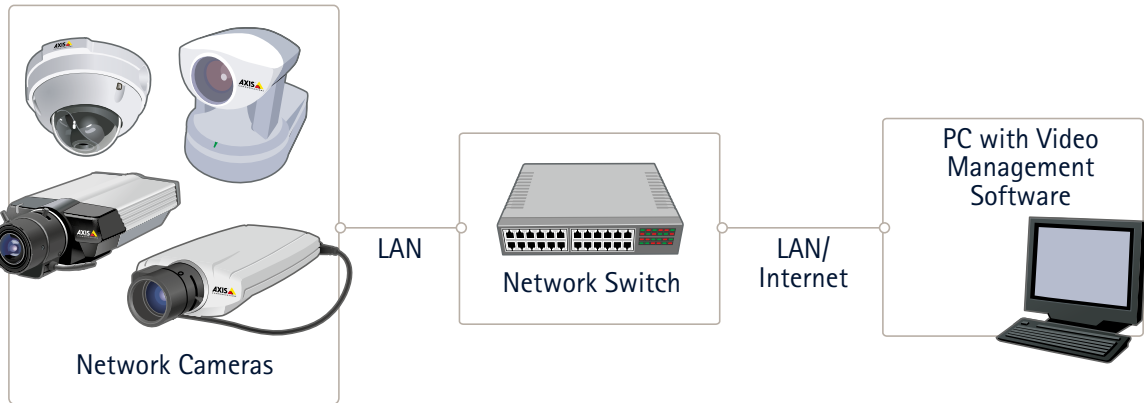 AXIS
AXIS
AXIS
AXIS
Network Cameras
LAN
Network Switch
LAN/
Internet
PC with Video
Management
Software